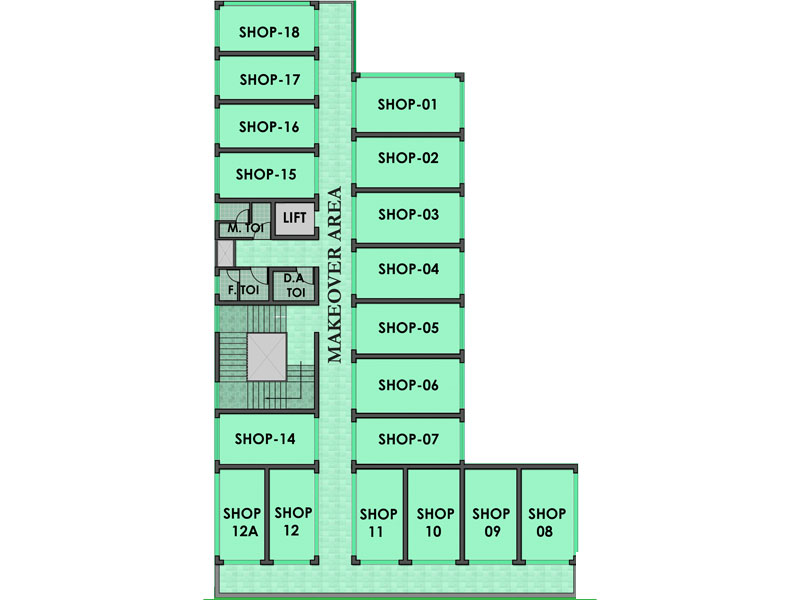 SHOP-18
SHOP-17
SHOP-16
SHOP-15
M. TOI
LIFT
F. TOI
D.A
TOI
SHOP-14
SHOP
12A
SHOP
12
MAKEOVER AREA
SHOP-01
SHOP-02
SHOP-03
SHOP-04
SHOP-05
SHOP-06
SHOP-07
SHOP
11
SHOP
10
SHOP
09
SHOP
08